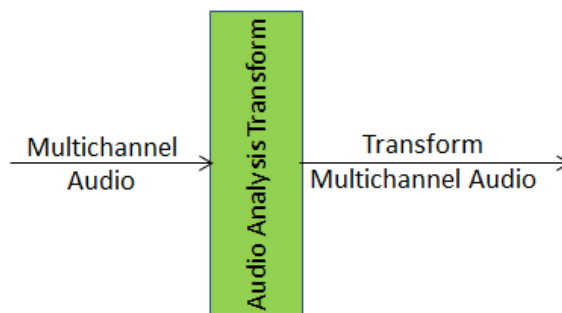 Multichannel
Audio
Audio Analysis Transform
Transform
Multichannel Audio